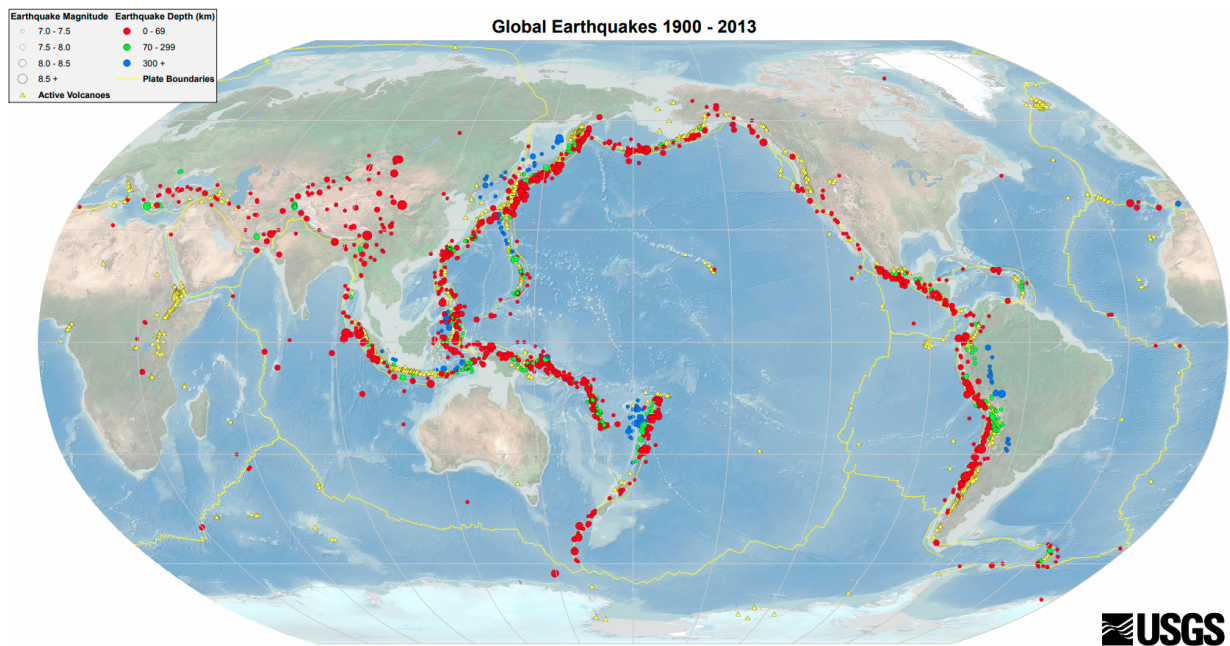 Global Earthquakes 1900 - 2013
Earthquake Magnitude
7.0 - 7.5
7.5 - 8.0
8.0 - 8.5
8.5 +
Active Volcanoes
Earthquake Depth (km)
0 - 69
70 - 299
300 +
Plate Boundaries
USGS